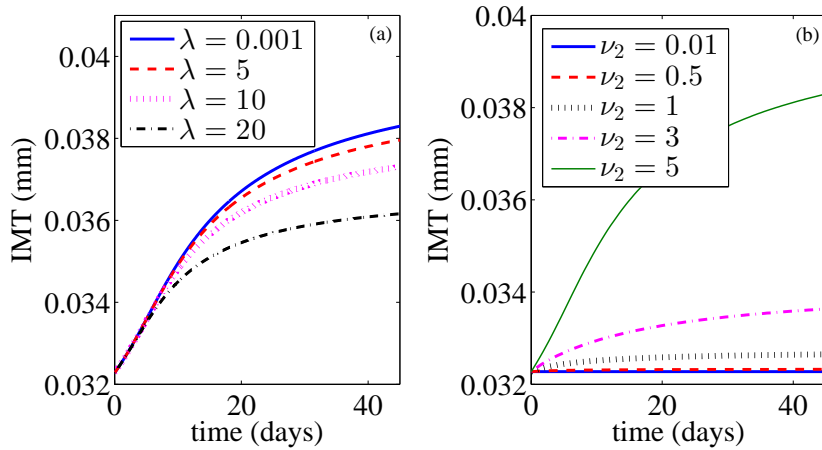 (a)
λ = 0.001
λ = 5
λ = 10
λ = 20
0.04
0.038
0.036
0.034
0.032
IMT (mm)
0
20
40
time (days)
(b)
ν₂ = 0.01
ν₂ = 0.5
ν₂ = 1
ν₂ = 3
ν₂ = 5
0.04
0.038
0.036
0.034
0.032
IMT (mm)
0
20
40
time (days)